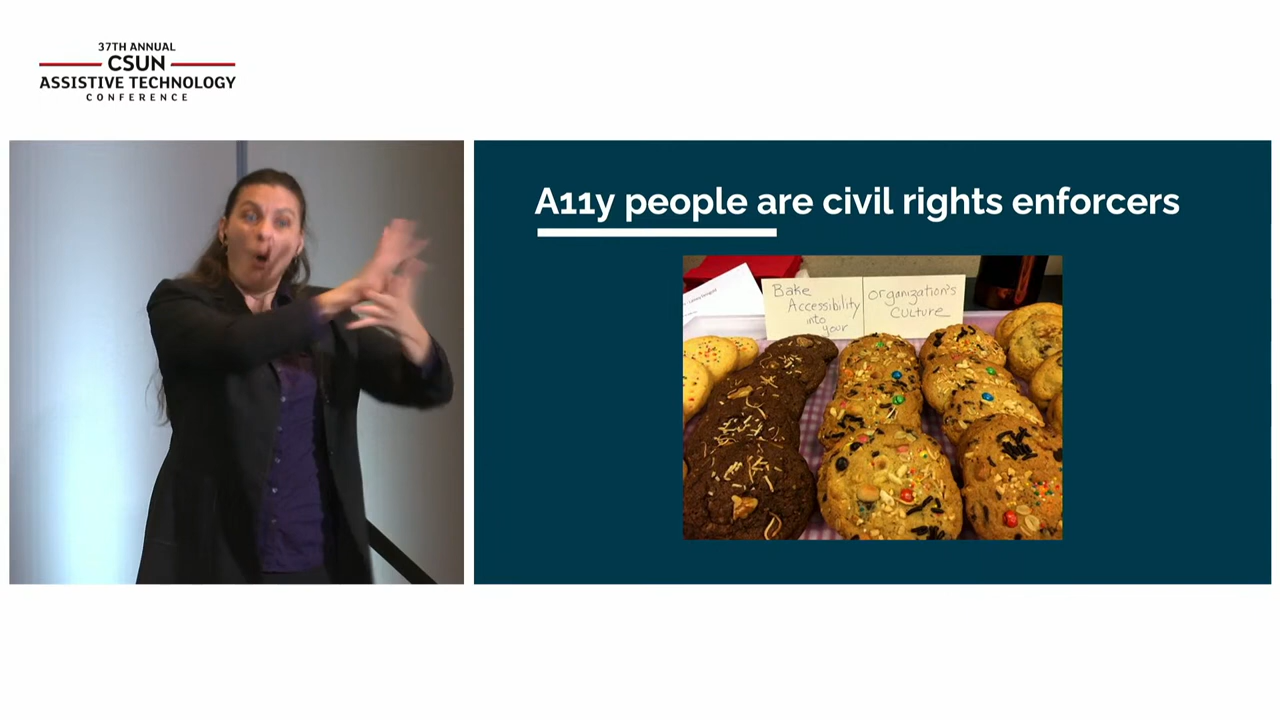 37TH ANNUAL
CSUN
ASSISTIVE TECHNOLOGY
CONFERENCE
A11y people are civil rights enforcers
Bake
Accessibility
into
your
organization's
Culture